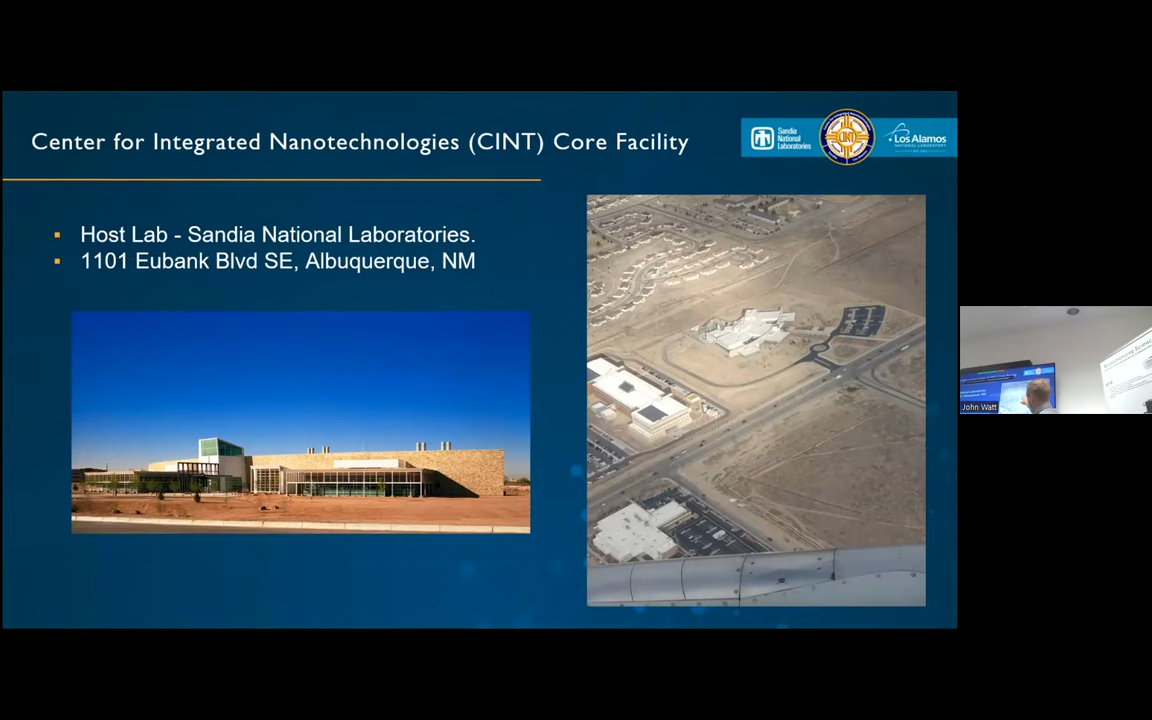 Center for Integrated Nanotechnologies (CINT) Core Facility
Sandia
National
Laboratories
CINT
Los Alamos
NATIONAL LABORATORY
▪ Host Lab - Sandia National Laboratories.
▪ 1101 Eubank Blvd SE, Albuquerque, NM
John Watt